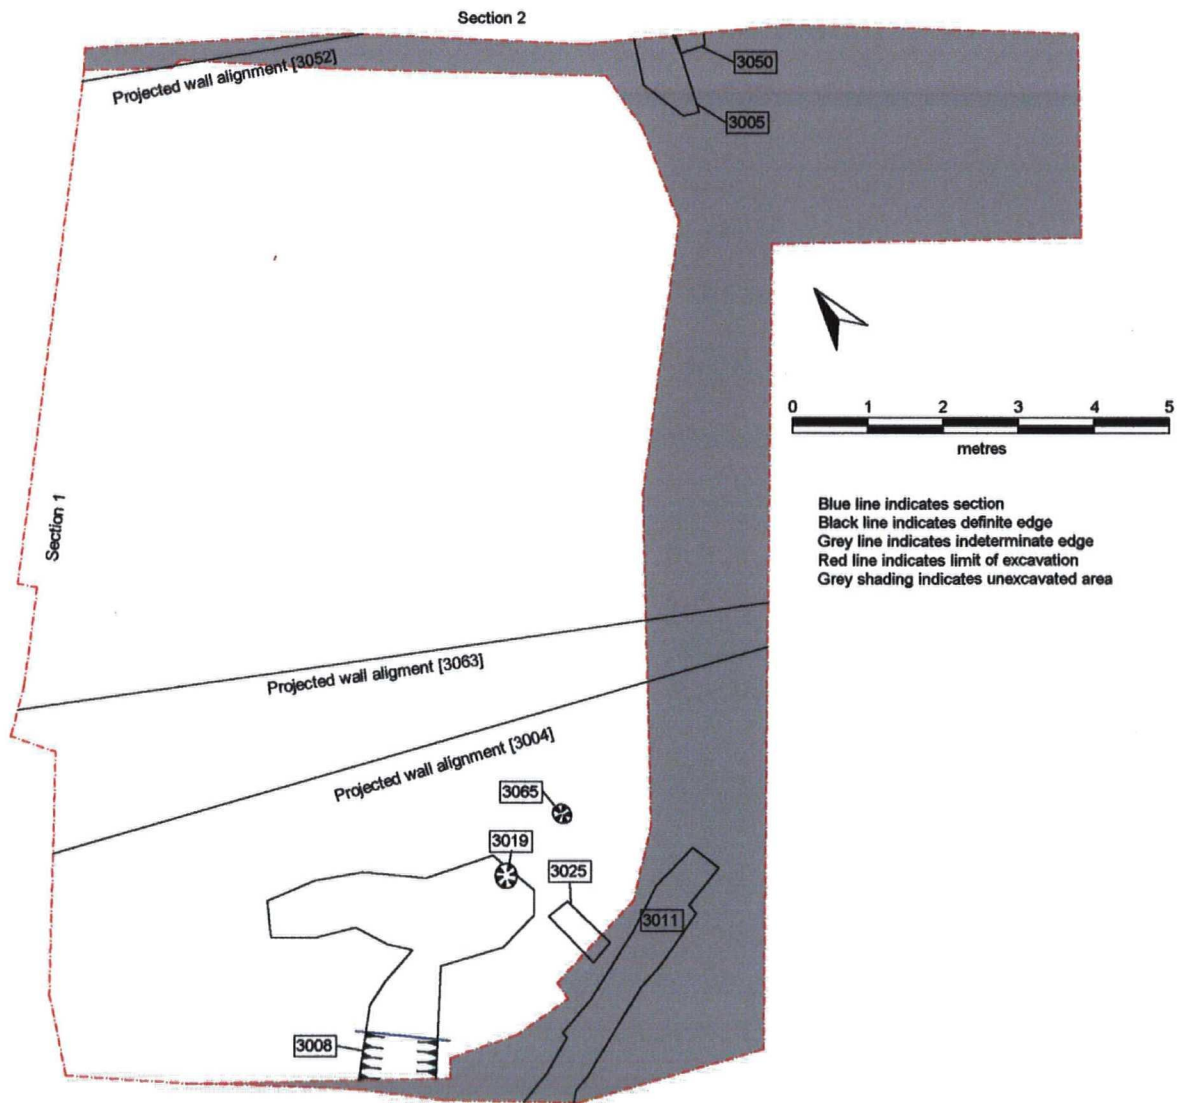 Section 2
3050
Projected wall alignment [3052]
3005
0 1 2 3 4 5
metres
Section 1
Blue line indicates section
Black line indicates definite edge
Grey line indicates indeterminate edge
Red line indicates limit of excavation
Grey shading indicates unexcavated area
Projected wall aligment [3063]
Projected wall alignment [3004]
3065
3019
3025
3011
3008